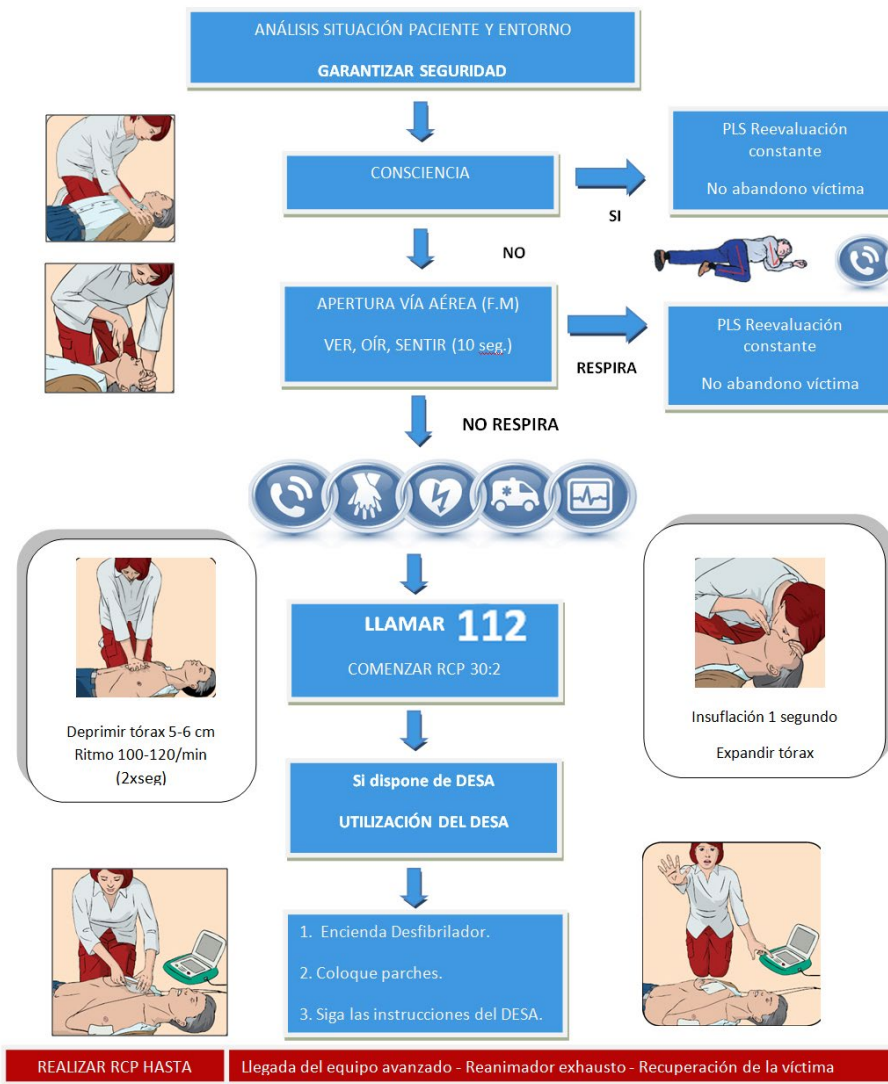 ANÁLISIS SITUACIÓN PACIENTE Y ENTORNO
GARANTIZAR SEGURIDAD
CONSCIENCIA
SI
PLS Reevaluación
constante
No abandono víctima
NO
APERTURA VÍA AÉREA (F.M)
VER, OÍR, SENTIR (10 seg.)
RESPIRA
PLS Reevaluación
constante
No abandono víctima
NO RESPIRA
LLAMAR 112
COMENZAR RCP 30:2
Deprimir tórax 5-6 cm
Ritmo 100-120/min
(2xseg)
Insuflación 1 segundo
Expandir tórax
Si dispone de DESA
UTILIZACIÓN DEL DESA
1. Encienda Desfibrilador.
2. Coloque parches.
3. Siga las instrucciones del DESA.
REALIZAR RCP HASTA
Llegada del equipo avanzado - Reanimador exhausto - Recuperación de la víctima